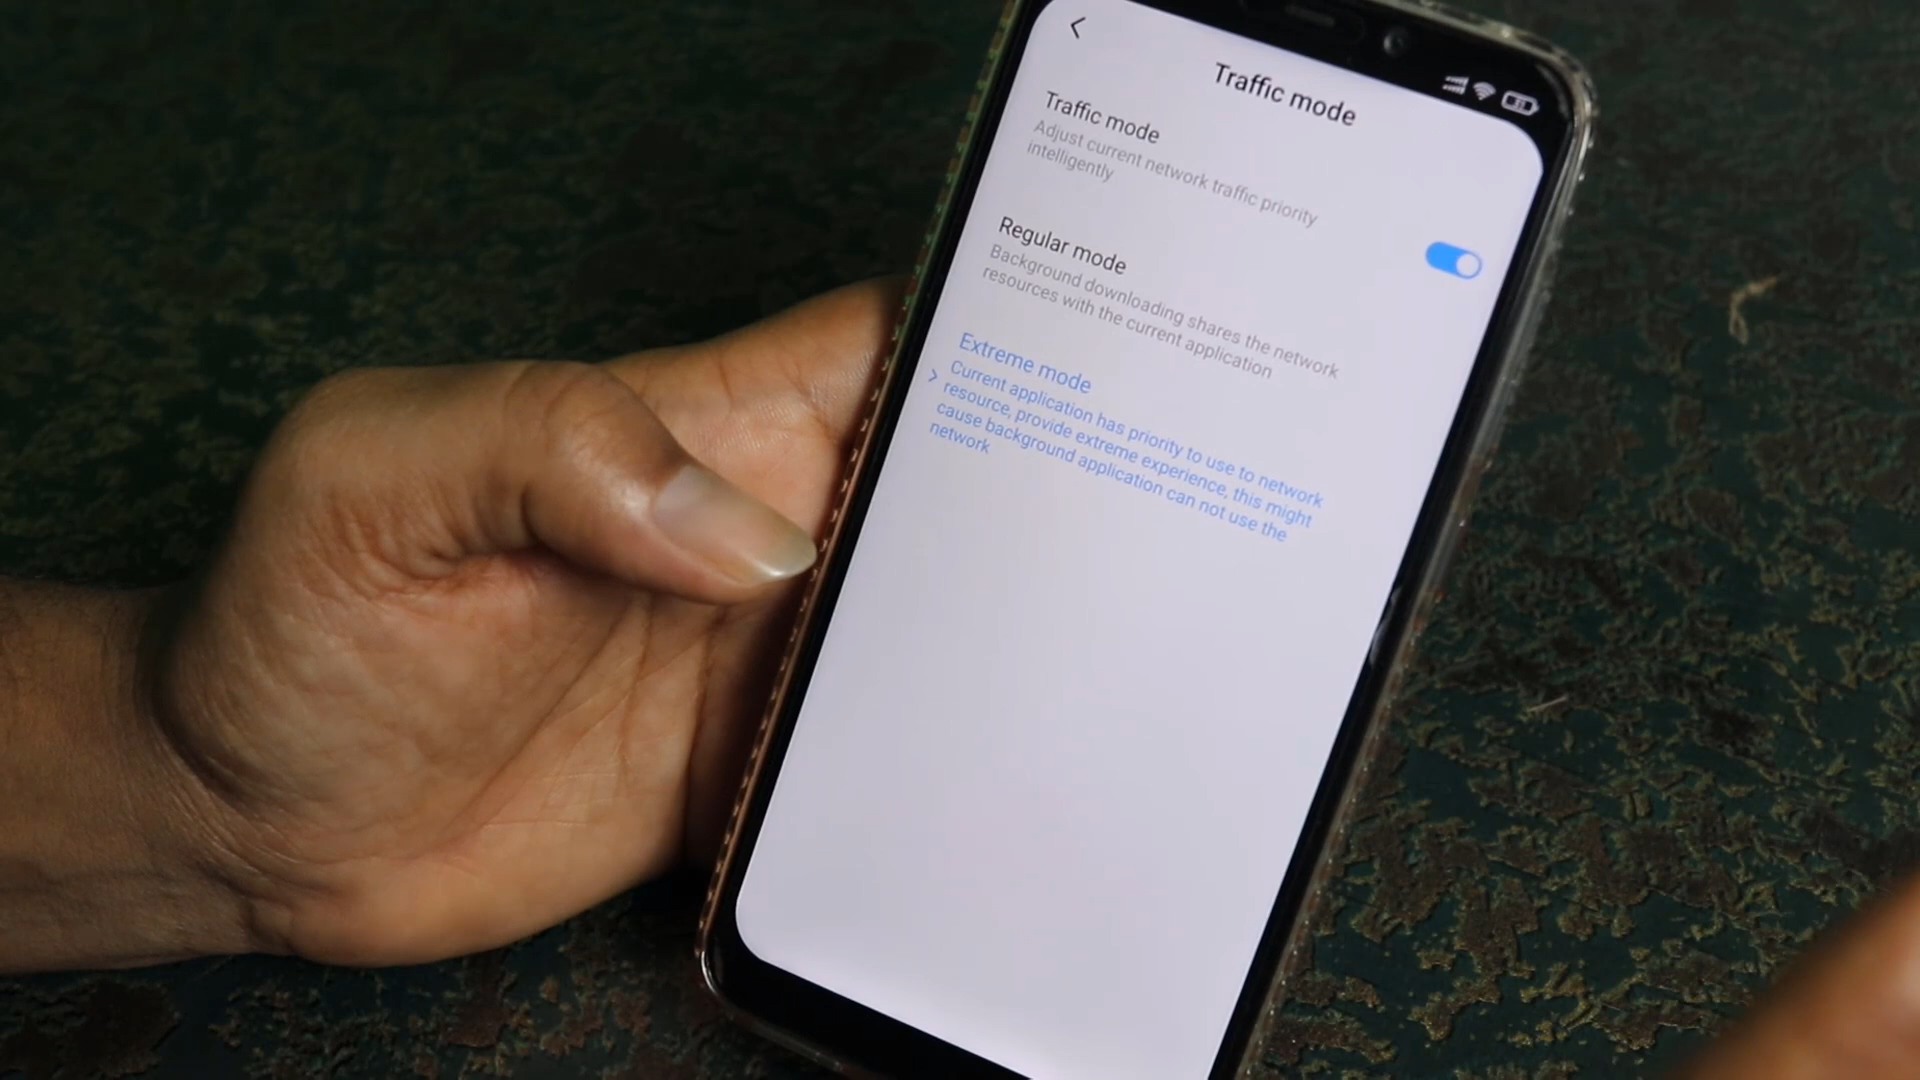 Traffic mode
Traffic mode
Adjust current network traffic priority
intelligently
Regular mode
Background downloading shares the network
resources with the current application
Extreme mode
Current application has priority to use to network
resource, provide extreme experience, this might
cause background application can not use the
network